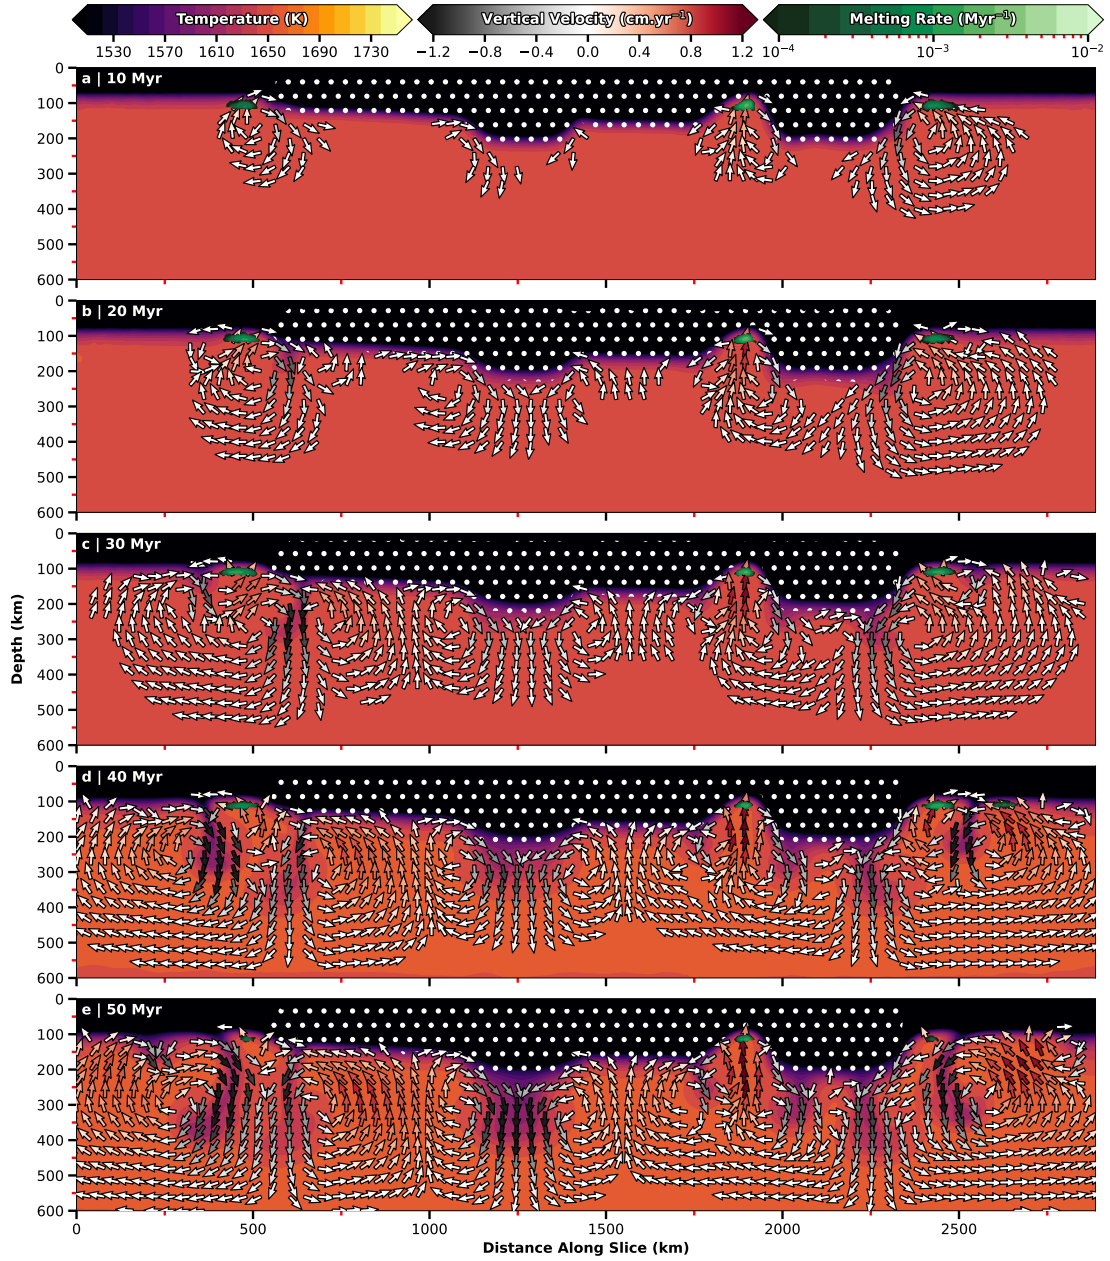 Temperature (K)
Vertical Velocity (cm.yr⁻¹)
Melting Rate (Myr⁻¹)
1530 1570 1610 1650 1690 1730
−1.2 −0.8 −0.4 0.0 0.4 0.8 1.2
10⁻⁴ 10⁻³ 10⁻²
a | 10 Myr
0
100
200
300
400
500
600
b | 20 Myr
0
100
200
300
400
500
600
c | 30 Myr
0
100
200
300
400
500
600
Depth (km)
d | 40 Myr
0
100
200
300
400
500
600
e | 50 Myr
0
100
200
300
400
500
600
0 500 1000 1500 2000 2500
Distance Along Slice (km)